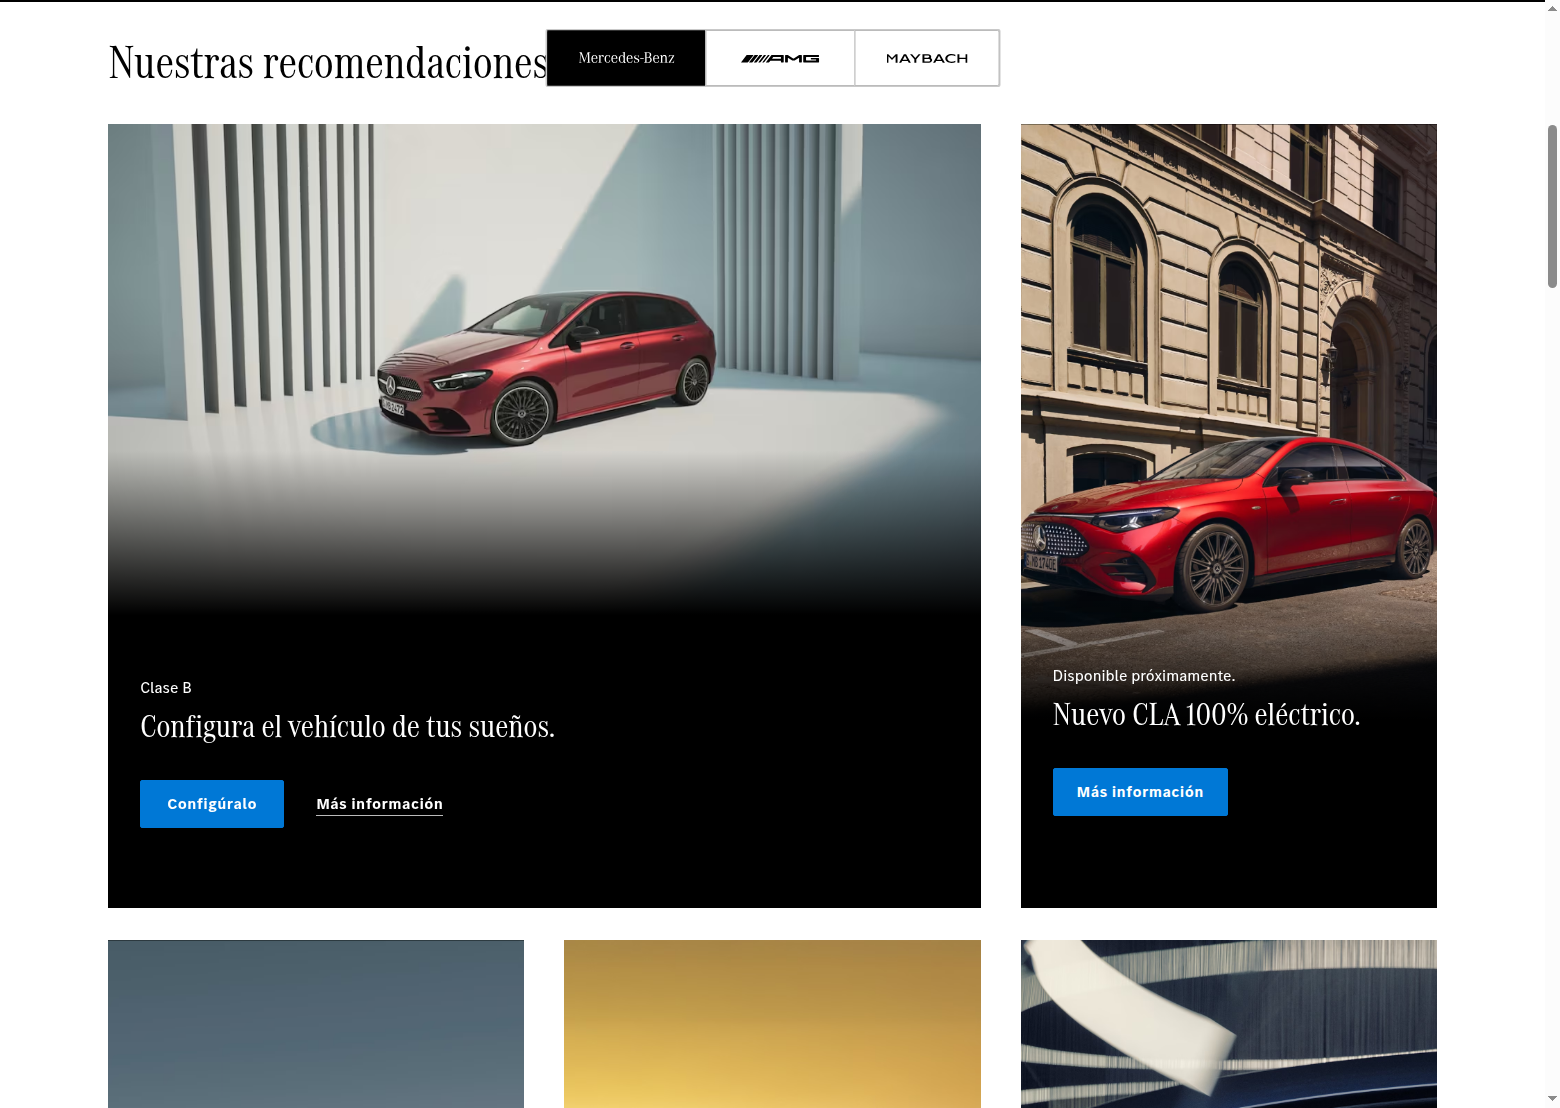 Nuestras recomendaciones
Mercedes-Benz
AMG
MAYBACH
Clase B
Configura el vehículo de tus sueños.
Configúralo
Más información
Disponible próximamente.
Nuevo CLA 100% eléctrico.
Más información